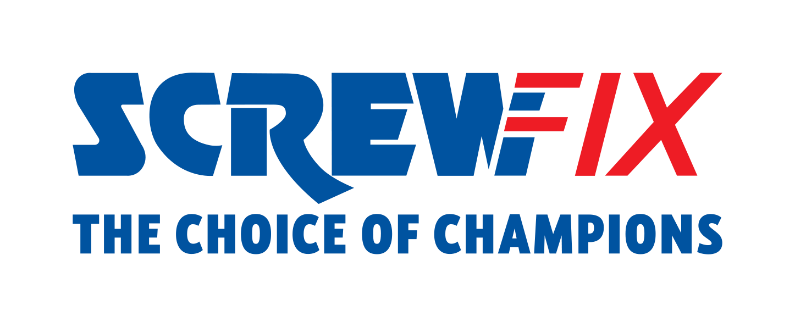 SCREWFIX
THE CHOICE OF CHAMPIONS